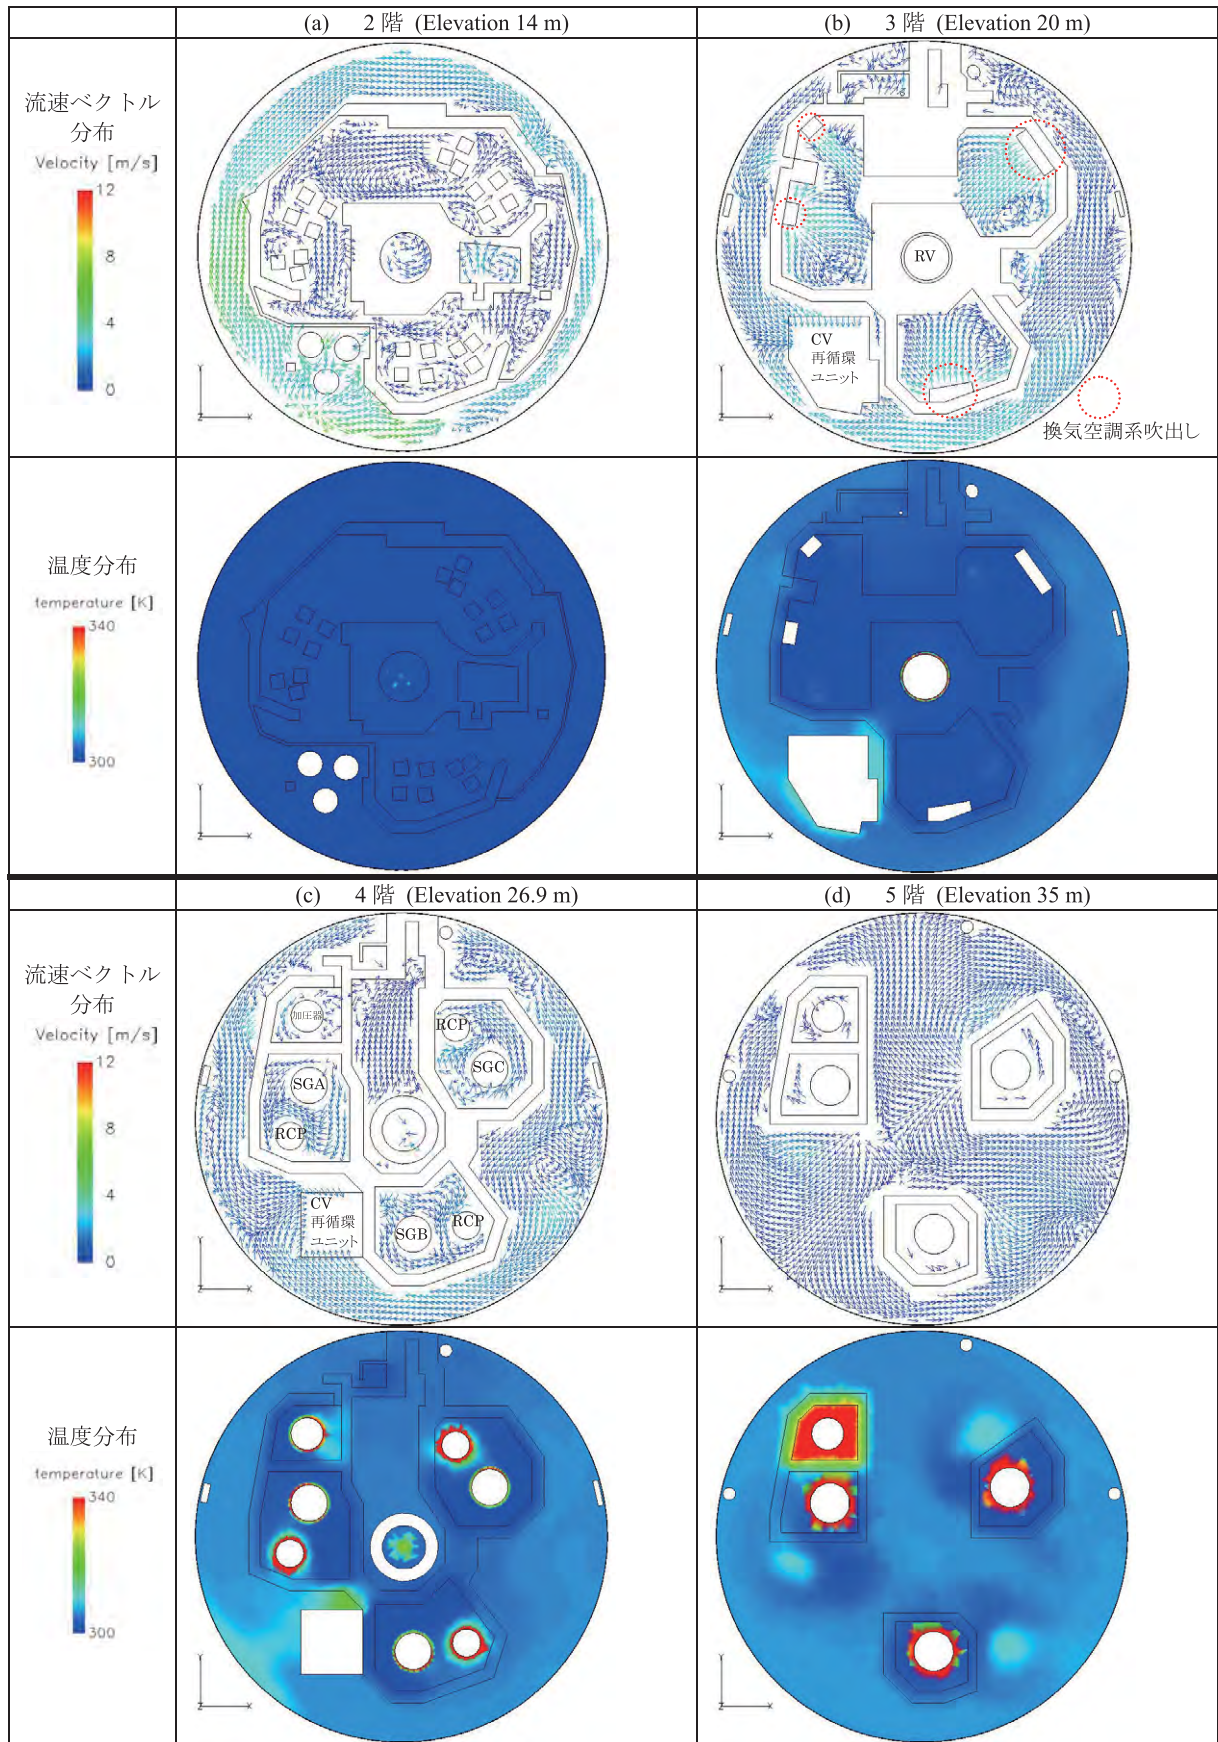 (a) 2 階 (Elevation 14 m)
(b) 3 階 (Elevation 20 m)
流速ベクトル
分布
Velocity [m/s]
12
8
4
0
Y
Z
X
RV
CV
再循環
ユニット
換気空調系吹出し
Y
Z
X
温度分布
temperature [K]
340
300
Y
Z
X
Y
Z
X
(c) 4 階 (Elevation 26.9 m)
(d) 5 階 (Elevation 35 m)
流速ベクトル
分布
Velocity [m/s]
12
8
4
0
加圧器
RCP
SGC
SGA
RCP
CV
再循環
ユニット
SGB
RCP
Y
Z
X
Y
Z
X
温度分布
temperature [K]
340
300
Y
Z
X
Y
Z
X